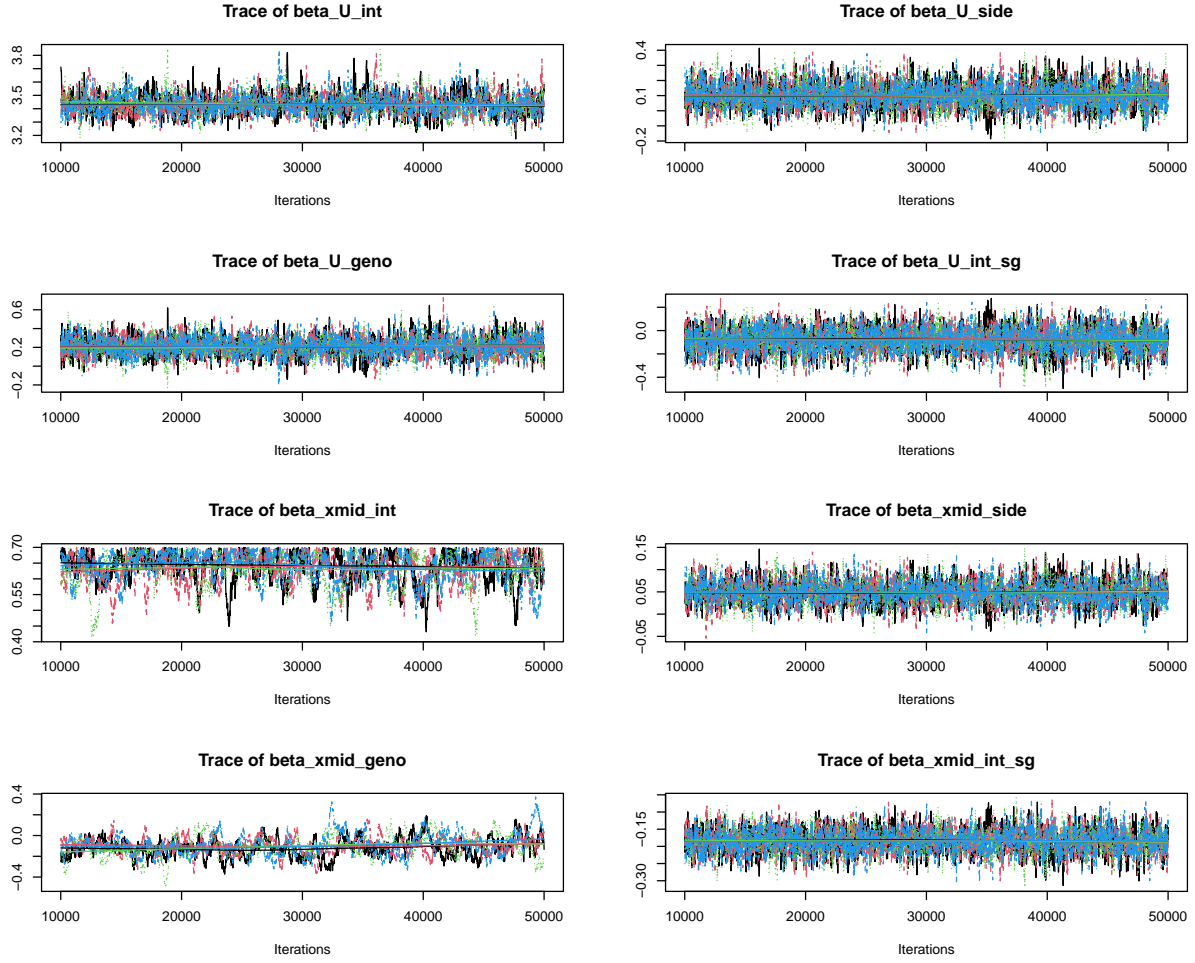 Trace of beta_U_int
3.8
3.5
3.2
10000 20000 30000 40000 50000
Iterations
Trace of beta_U_side
0.4
0.1
−0.2
10000 20000 30000 40000 50000
Iterations
Trace of beta_U_geno
0.6
0.2
−0.2
10000 20000 30000 40000 50000
Iterations
Trace of beta_U_int_sg
0.0
−0.4
10000 20000 30000 40000 50000
Iterations
Trace of beta_xmid_int
0.70
0.55
0.40
10000 20000 30000 40000 50000
Iterations
Trace of beta_xmid_side
0.15
0.05
−0.05
10000 20000 30000 40000 50000
Iterations
Trace of beta_xmid_geno
0.4
0.0
−0.4
10000 20000 30000 40000 50000
Iterations
Trace of beta_xmid_int_sg
−0.15
−0.30
10000 20000 30000 40000 50000
Iterations